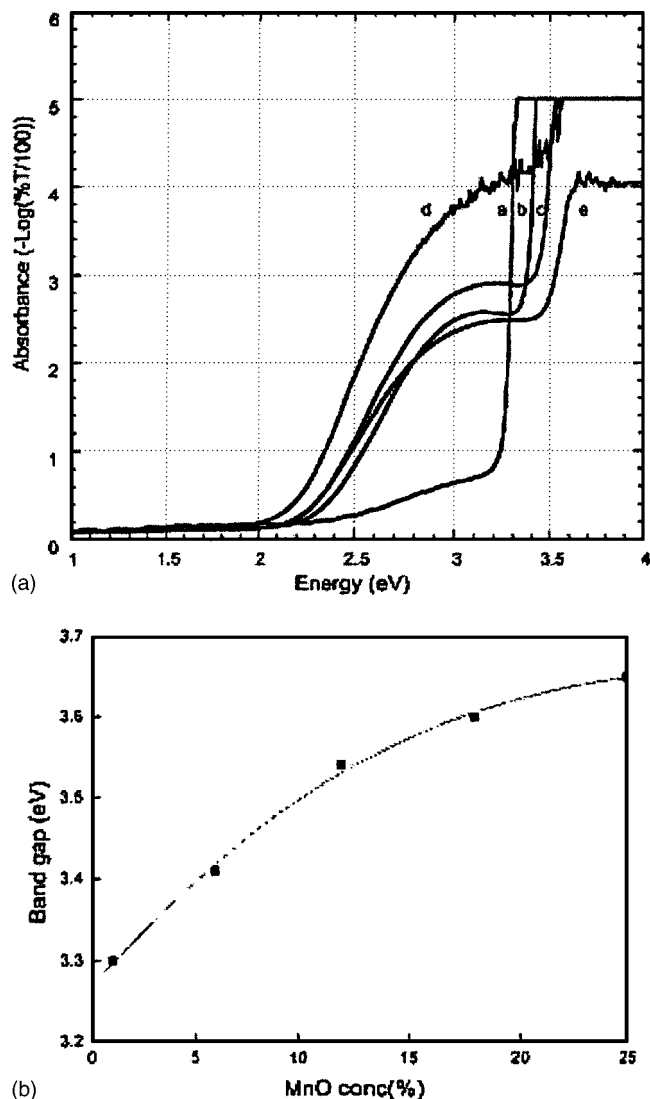 6
5
4
3
2
1
0
Absorbance (-Log(%T/100))
d
a
b
c
e
1
1.5
2
2.5
3
3.5
4
Energy (eV)
(a)
3.7
3.6
3.5
3.4
3.3
3.2
Band gap (eV)
0
5
10
15
20
25
MnO conc(%)
(b)